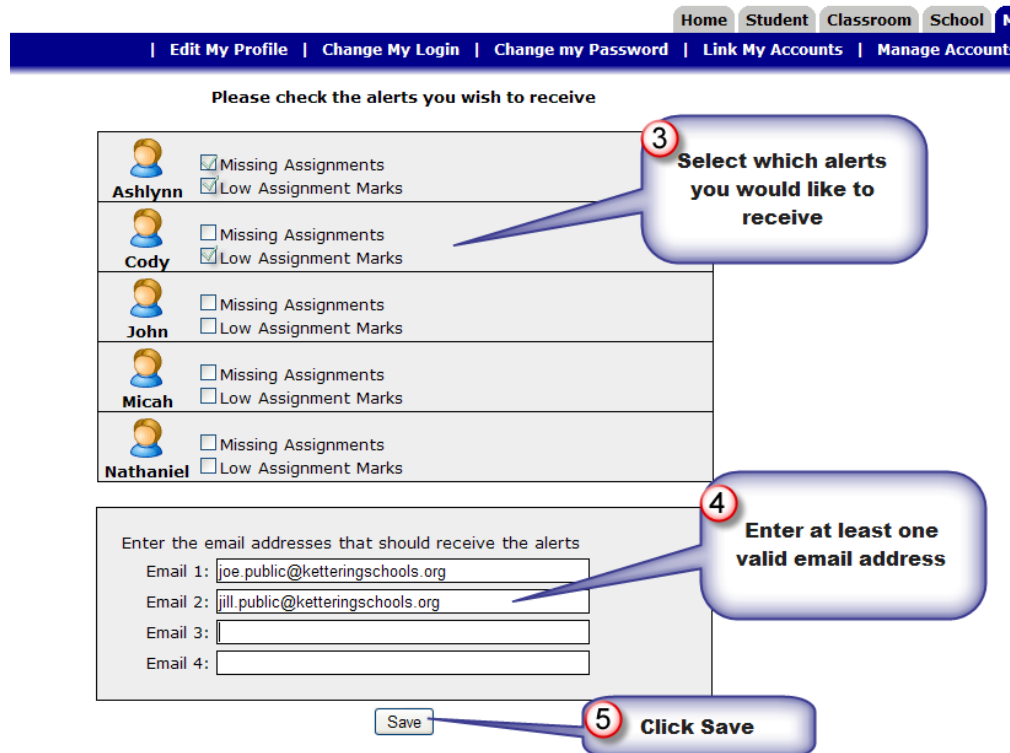 Home Student Classroom School M
| Edit My Profile | Change My Login | Change my Password | Link My Accounts | Manage Accounts
Please check the alerts you wish to receive
Missing Assignments
Low Assignment Marks
Ashlynn
Missing Assignments
Low Assignment Marks
Cody
Missing Assignments
Low Assignment Marks
John
Missing Assignments
Low Assignment Marks
Micah
Missing Assignments
Low Assignment Marks
Nathaniel
3
Select which alerts
you would like to
receive
Enter the email addresses that should receive the alerts
Email 1: joe.public@ketteringschools.org
Email 2: jill.public@ketteringschools.org
Email 3:
Email 4:
4
Enter at least one
valid email address
Save
5 Click Save